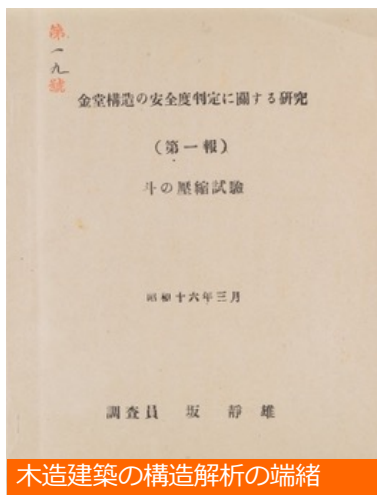 第一九號
金堂構造の安全度判定に關する研究
（第一報）
斗の壓縮試驗
昭和十六年三月
調査員　坂　靜雄
木造建築の構造解析の端緒